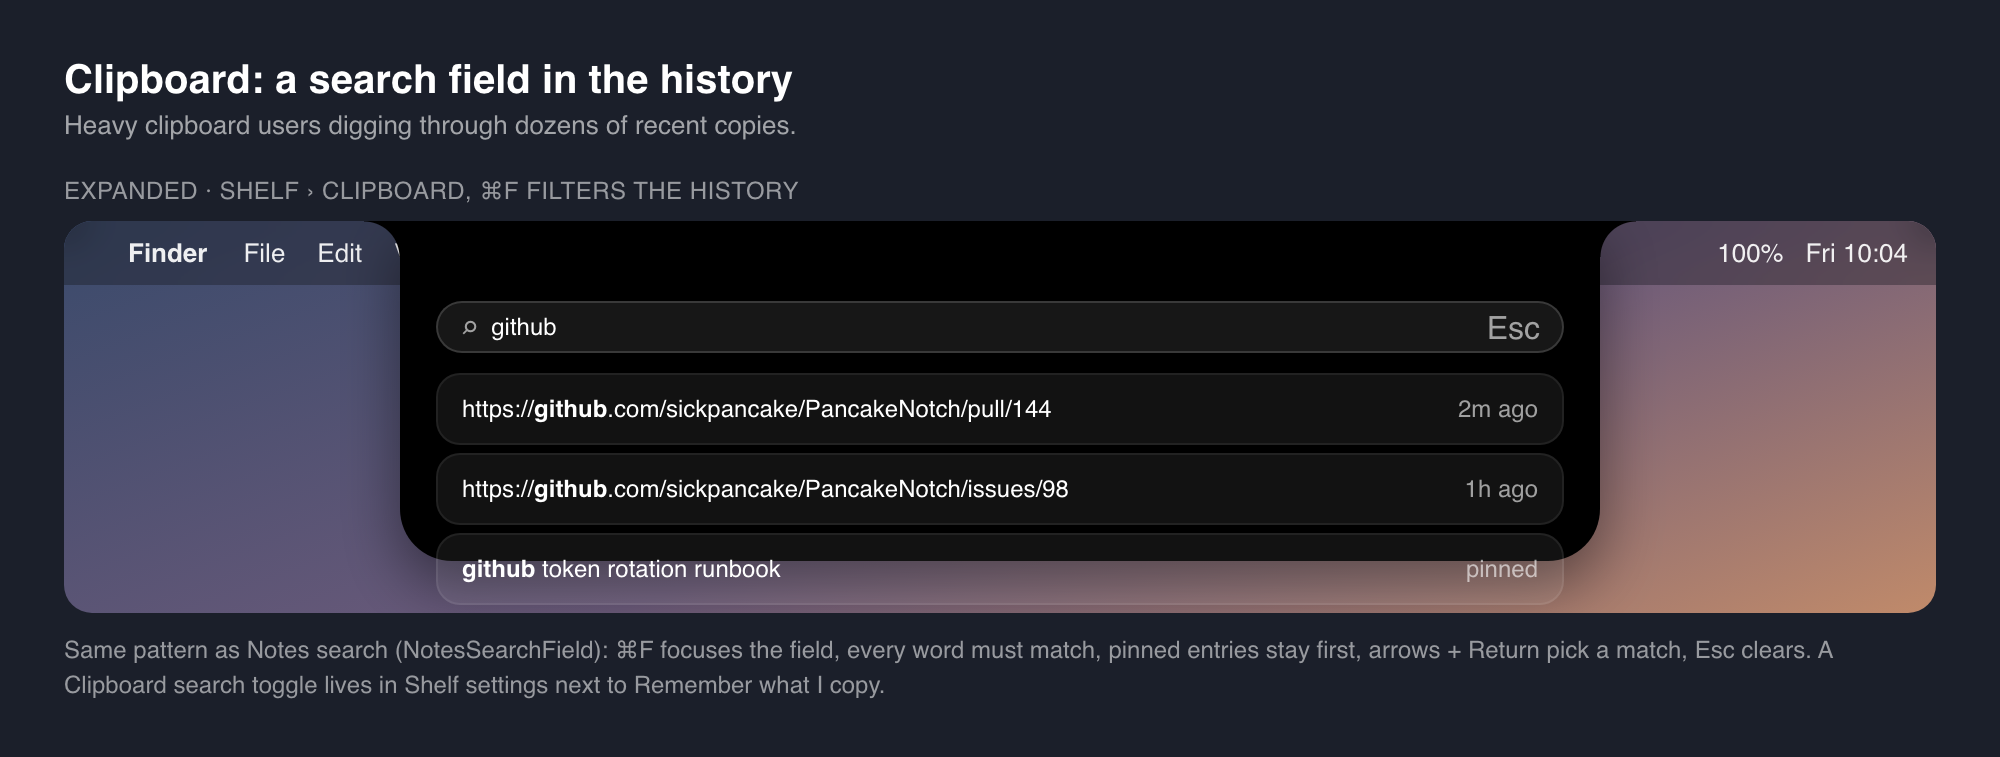 Clipboard: a search field in the history
Heavy clipboard users digging through dozens of recent copies.
EXPANDED · SHELF › CLIPBOARD, ⌘F FILTERS THE HISTORY
Finder File Edit 100% Fri 10:04
github Esc
https://github.com/sickpancake/PancakeNotch/pull/144 2m ago
https://github.com/sickpancake/PancakeNotch/issues/98 1h ago
github token rotation runbook pinned
Same pattern as Notes search (NotesSearchField): ⌘F focuses the field, every word must match, pinned entries stay first, arrows + Return pick a match, Esc clears. A
Clipboard search toggle lives in Shelf settings next to Remember what I copy.